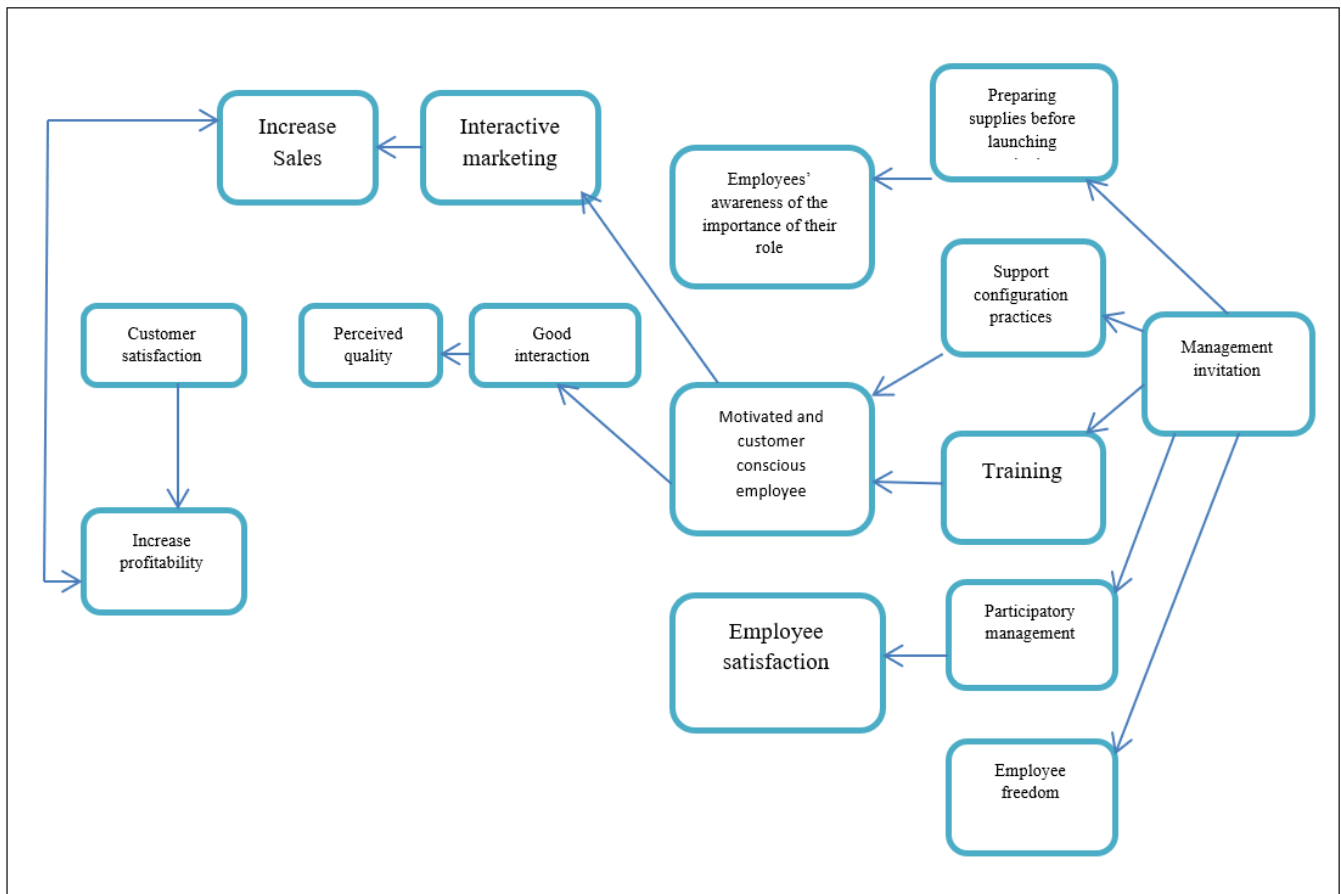 Increase
Sales
Interactive
marketing
Preparing
supplies before
launching
Employees’
awareness of the
importance of their
role
Support
configuration
practices
Customer
satisfaction
Perceived
quality
Good
interaction
Management
invitation
Motivated and
customer
conscious
employee
Training
Increase
profitability
Participatory
management
Employee
satisfaction
Employee
freedom